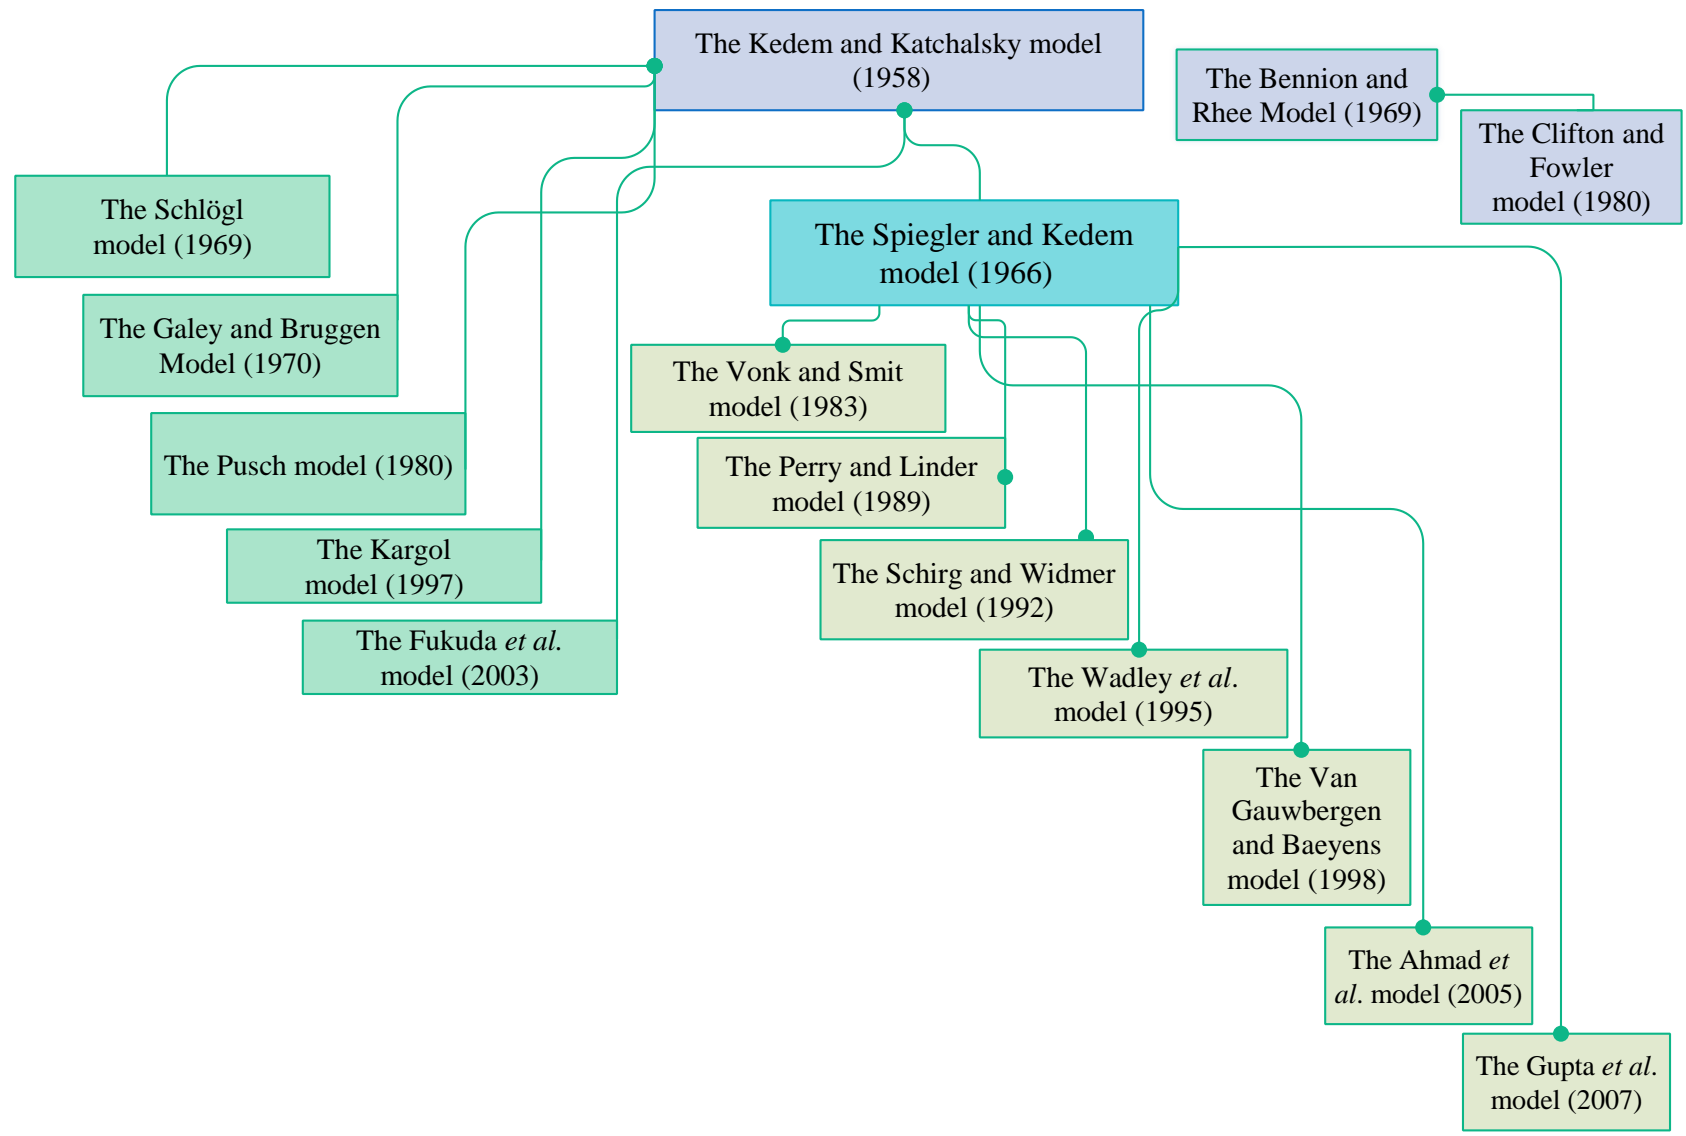 The Kedem and Katchalsky model
(1958)
The Bennion and
Rhee Model (1969)
The Clifton and
Fowler
model (1980)
The Schlögl
model (1969)
The Spiegler and Kedem
model (1966)
The Galey and Bruggen
Model (1970)
The Vonk and Smit
model (1983)
The Pusch model (1980)
The Perry and Linder
model (1989)
The Kargol
model (1997)
The Schirg and Widmer
model (1992)
The Fukuda et al.
model (2003)
The Wadley et al.
model (1995)
The Van
Gauwbergen
and Baeyens
model (1998)
The Ahmad et
al. model (2005)
The Gupta et al.
model (2007)